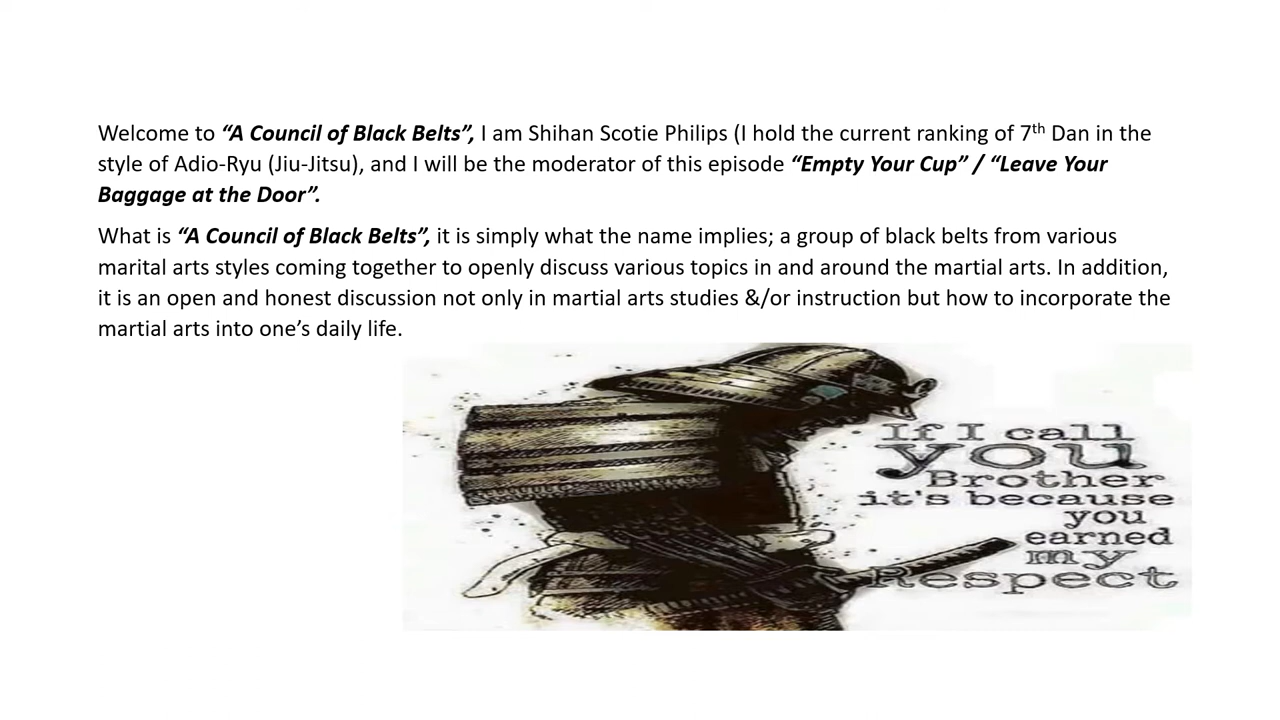 Welcome to “A Council of Black Belts”, I am Shihan Scotie Philips (I hold the current ranking of 7th Dan in the
style of Adio-Ryu (Jiu-Jitsu), and I will be the moderator of this episode “Empty Your Cup” / “Leave Your
Baggage at the Door”.
What is “A Council of Black Belts”, it is simply what the name implies; a group of black belts from various
marital arts styles coming together to openly discuss various topics in and around the martial arts. In addition,
it is an open and honest discussion not only in martial arts studies &/or instruction but how to incorporate the
martial arts into one’s daily life.
If I call
you
Brother
it's because
you
earned
my
Respect